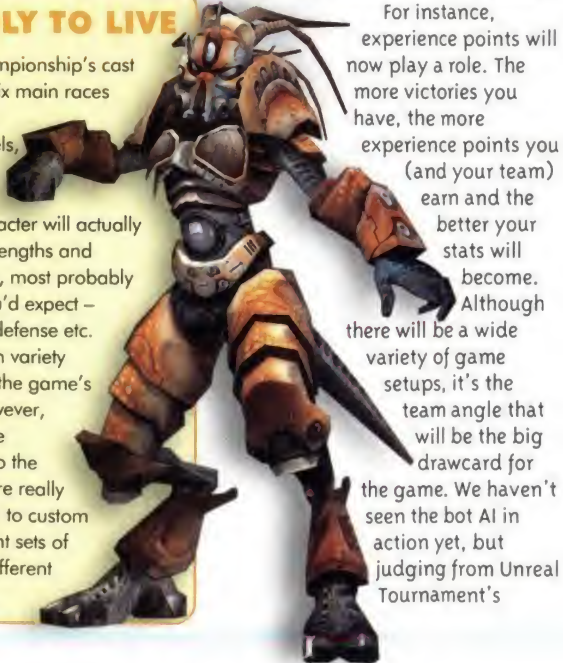 LY TO LIVE
mpionship's cast
ix main races
els,
acter will actually
engths and
, most probably
u'd expect –
defense etc.
n variety
the game's
vever,
e
o the
re really
to custom
nt sets of
fferent
For instance,
experience points will
now play a role. The
more victories you
have, the more
experience points you
(and your team)
earn and the
better your
stats will
become.
Although
there will be a wide
variety of game
setups, it's the
team angle that
will be the big
drawcard for
the game. We haven't
seen the bot AI in
action yet, but
judging from Unreal
Tournament's